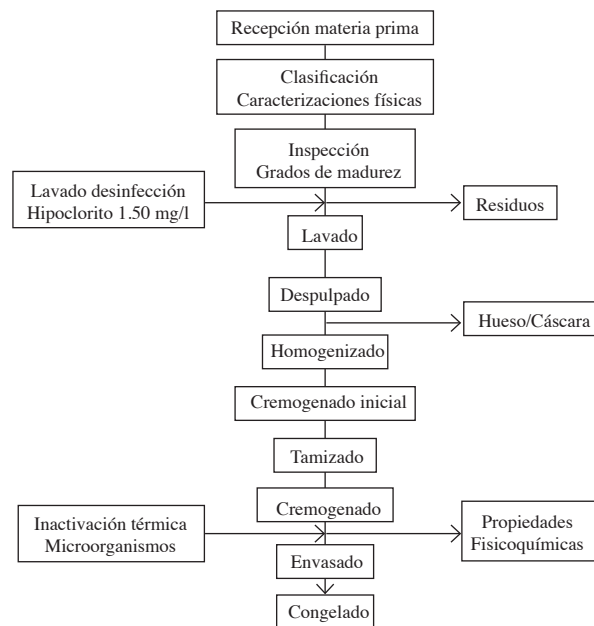 Recepción materia prima
Clasificación
Caracterizaciones físicas
Inspección
Grados de madurez
Lavado desinfección
Hipoclorito 1.50 mg/l
Residuos
Lavado
Despulpado
Hueso/Cáscara
Homogenizado
Cremogenado inicial
Tamizado
Cremogenado
Inactivación térmica
Microorganismos
Propiedades
Fisicoquímicas
Envasado
Congelado